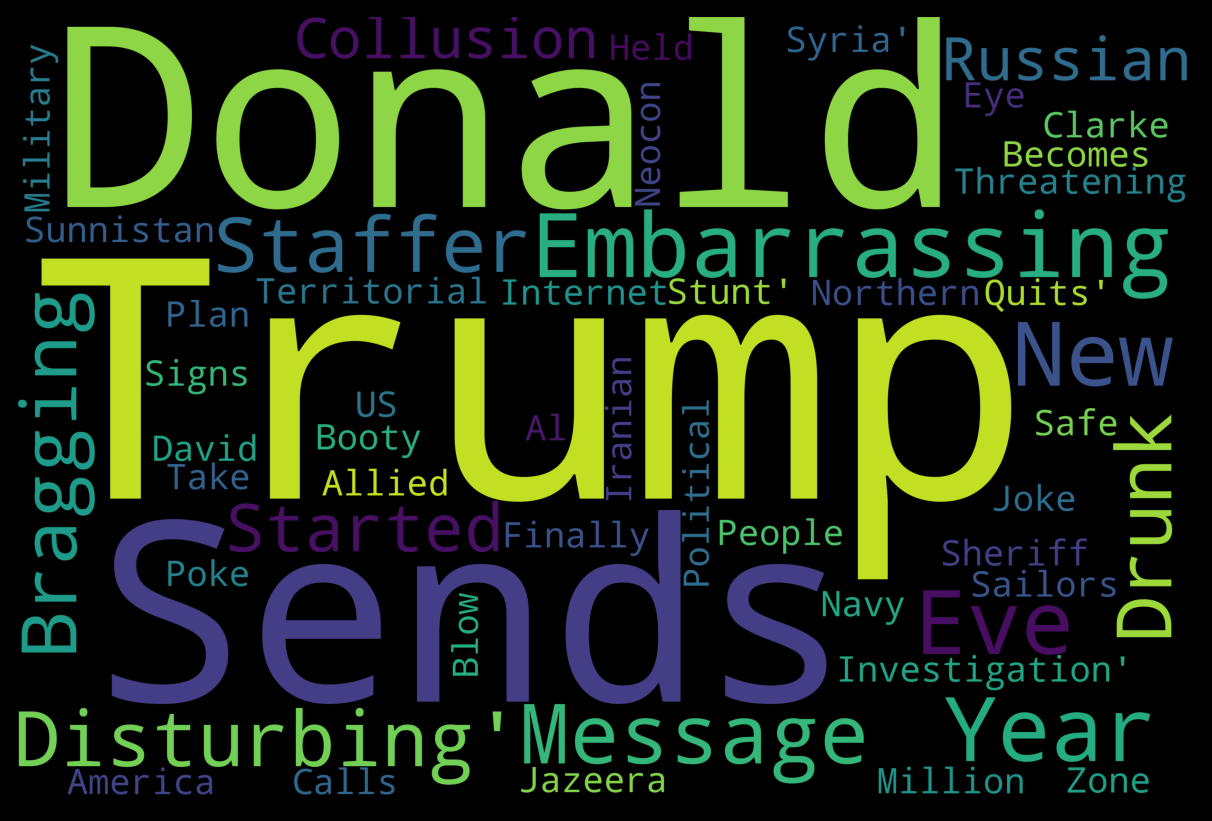 Donald
Collusion
Held
Syria'
Russian
Military
Neocon
Eye
Clarke
Becomes
Threatening
Sunnistan
Staffer
Embarrassing
Territorial
Internet
Stunt'
Northern
Quits'
Trump
Bragging
Plan
Signs
New
US
Iranian
David
Booty
Al
Political
Safe
Drunk
Take
Allied
Joke
Started
Finally
People
Sheriff
Sends
Poke
Sailors
Blow
Navy
Eve
Investigation'
Disturbing'
Message
Year
America
Calls
Jazeera
Million
Zone